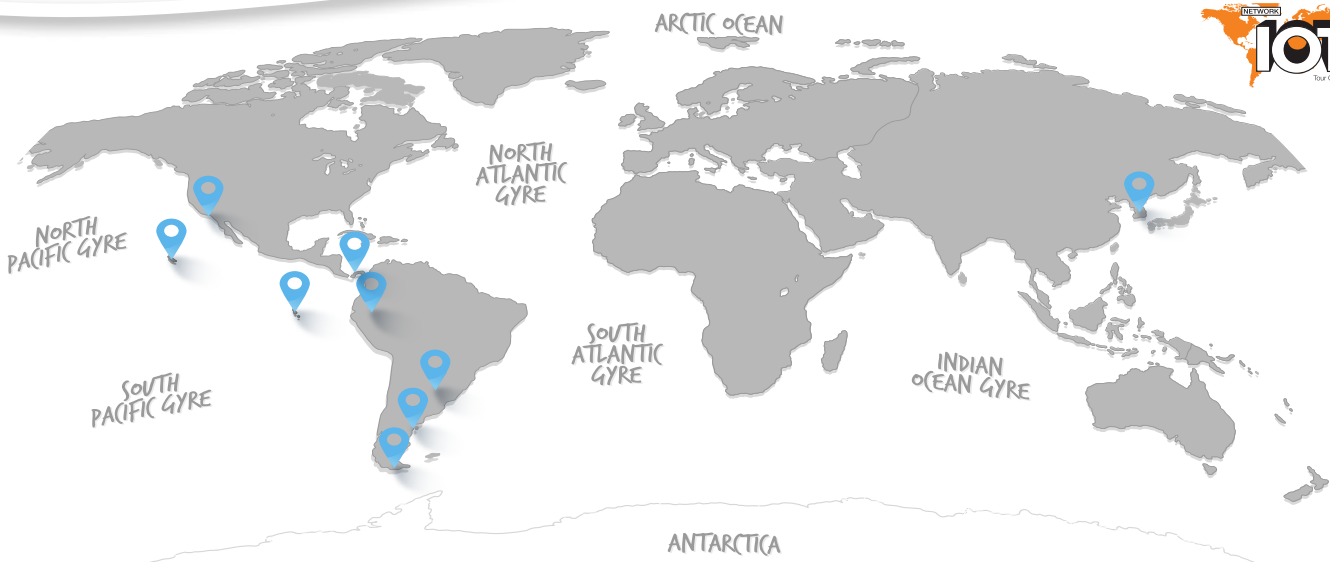 ARCTIC OCEAN
NETWORK
NORTH
ATLANTIC
GYRE
NORTH
PACIFIC GYRE
SOUTH
ATLANTIC
GYRE
INDIAN
OCEAN GYRE
SOUTH
PACIFIC GYRE
ANTARCTICA